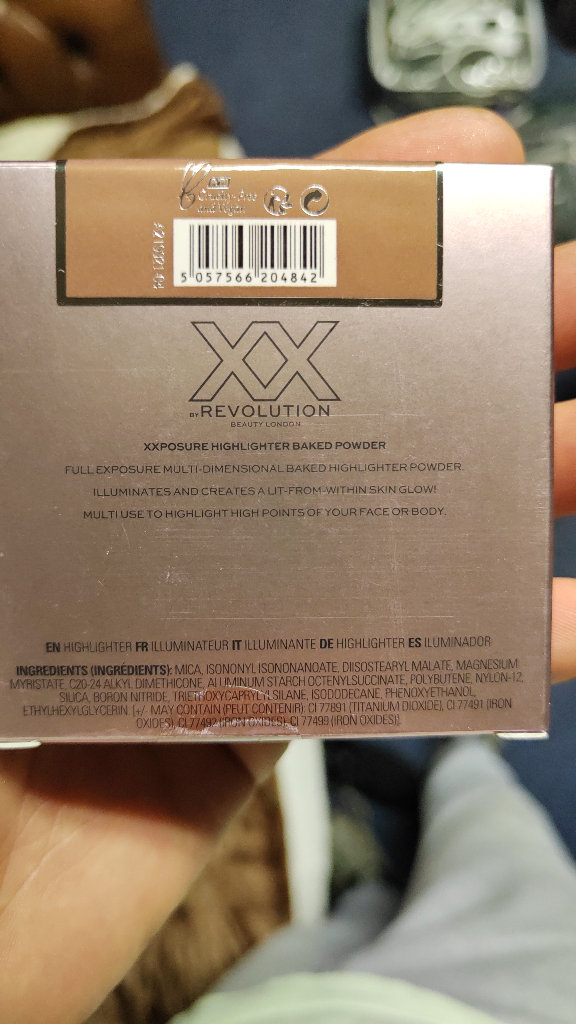 Cruelty-Free
and Vegan
5 057566 204842
XX
BY REVOLUTION
BEAUTY LONDON
XXPOSURE HIGHLIGHTER BAKED POWDER
FULL EXPOSURE MULTI-DIMENSIONAL BAKED HIGHLIGHTER POWDER.
ILLUMINATES AND CREATES A LIT-FROM-WITHIN SKIN GLOW!
MULTI USE TO HIGHLIGHT HIGH POINTS OF YOUR FACE OR BODY.
EN HIGHLIGHTER FR ILLUMINATEUR IT ILLUMINANTE DE HIGHLIGHTER ES ILUMINADOR
INGREDIENTS (INGRÉDIENTS): MICA, ISONONYL ISONONANOATE, DIISOSTEARYL MALATE, MAGNESIUM
MYRISTATE, C20-24 ALKYL DIMETHICONE, ALUMINUM STARCH OCTENYLSUCCINATE, POLYBUTENE, NYLON-12,
SILICA, BORON NITRIDE, TRIETHOXYCAPRYLYLSILANE, ISODODECANE, PHENOXYETHANOL,
ETHYLHEXYLGLYCERIN. [+/- MAY CONTAIN (PEUT CONTENIR): CI 77891 (TITANIUM DIOXIDE), CI 77491 (IRON
OXIDES), CI 77492 (IRON OXIDES), CI 77499 (IRON OXIDES)].